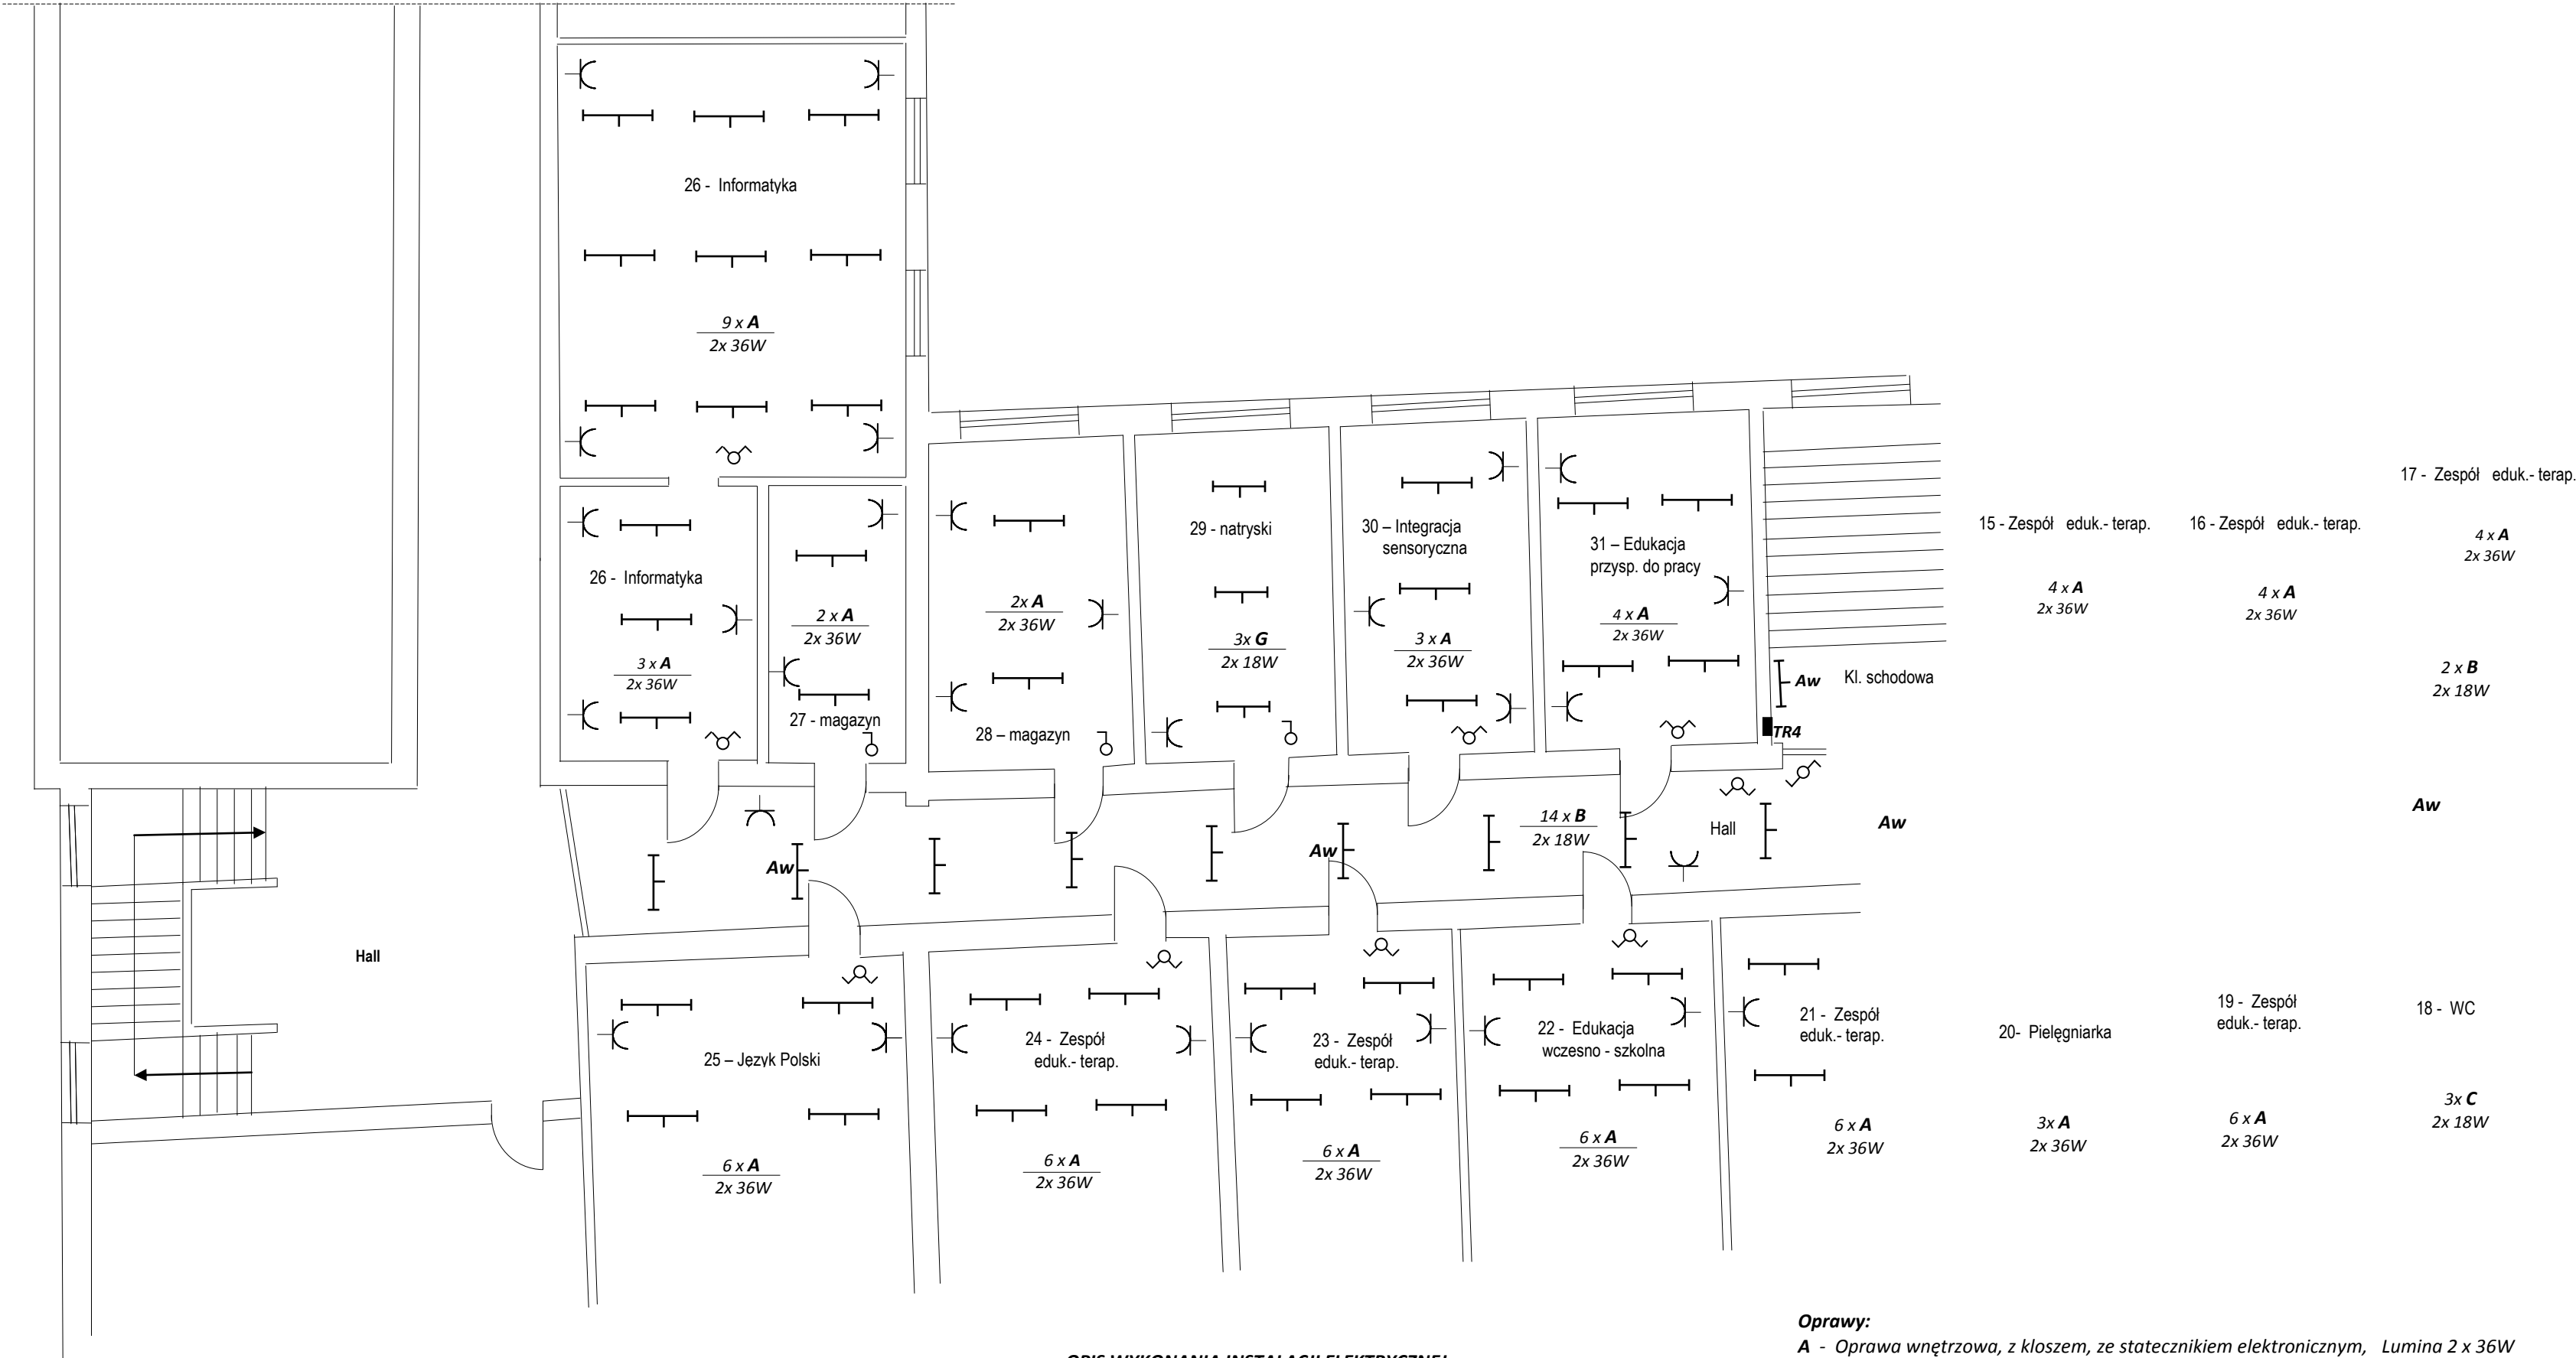 26 - Informatyka
9 x A
2x 36W
26 - Informatyka
3 x A
2x 36W
2 x A
2x 36W
27 - magazyn
2x A
2x 36W
28 – magazyn
29 - natryski
3x G
2x 18W
30 – Integracja
sensoryczna
3 x A
2x 36W
31 – Edukacja
przysp. do pracy
4 x A
2x 36W
Aw
Kl. schodowa
TR4
15 - Zespół eduk.- terap.
4 x A
2x 36W
16 - Zespół eduk.- terap.
4 x A
2x 36W
17 - Zespół eduk.- terap.
4 x A
2x 36W
2 x B
2x 18W
Aw
Aw
14 x B
2x 18W
Hall
Aw
Aw
Hall
25 – Język Polski
6 x A
2x 36W
24 - Zespół
eduk.- terap.
6 x A
2x 36W
23 - Zespół
eduk.- terap.
6 x A
2x 36W
22 - Edukacja
wczesno - szkolna
6 x A
2x 36W
21 - Zespół
eduk.- terap.
6 x A
2x 36W
20- Pielęgniarka
3x A
2x 36W
19 - Zespół
eduk.- terap.
6 x A
2x 36W
18 - WC
3x C
2x 18W
OPIS WYKONANIA INSTALACJI ELEKTRYCZNEJ
Oprawy:
A - Oprawa wnętrzowa, z kloszem, ze statecznikiem elektronicznym, Lumina 2 x 36W